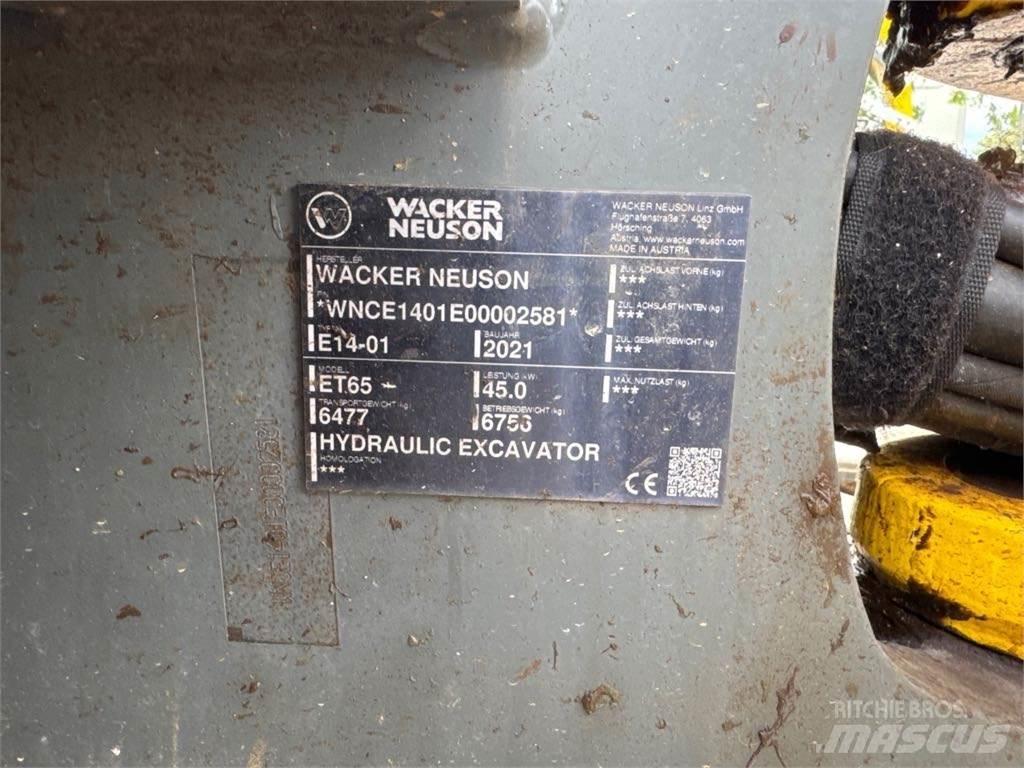 WACKER
NEUSON
WACKER NEUSON Linz GmbH
Flughafenstraße 7, 4063
Hörsching
Austria, www.wackerneuson.com
MADE IN AUSTRIA
HERSTELLER
WACKER NEUSON
PIN
*WNCE1401E00002581*
TYP
E14-01
BAUJAHR
2021
MODELL
ET65
LEISTUNG (kW)
45.0
TRANSPORTGEWICHT (kg)
6477
BETRIEBSGEWICHT (kg)
HYDRAULIC EXCAVATOR
HOMOLOGATION
***
ZUL. ACHSLAST VORNE (kg)
***
ZUL. ACHSLAST HINTEN (kg)
***
ZUL. GESAMTGEWICHT (kg)
***
MAX. NUTZLAST (kg)
***
CE
RITCHIE BROS.
MASCUS